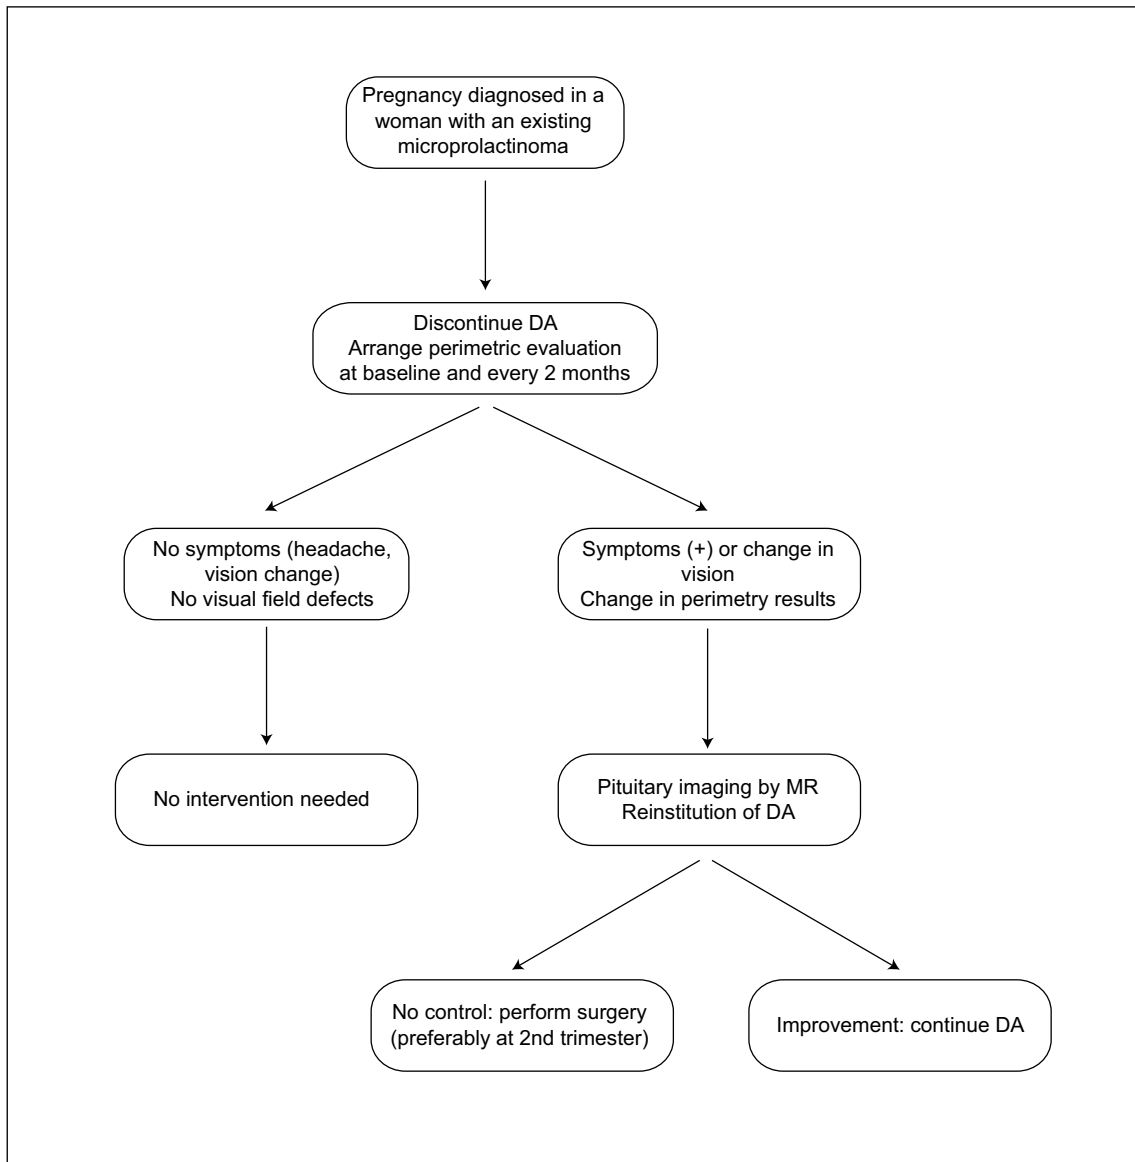 Pregnancy diagnosed in a
woman with an existing
microprolactinoma
Discontinue DA
Arrange perimetric evaluation
at baseline and every 2 months
No symptoms (headache,
vision change)
No visual field defects
Symptoms (+) or change in
vision
Change in perimetry results
No intervention needed
Pituitary imaging by MR
Reinstitution of DA
No control: perform surgery
(preferably at 2nd trimester)
Improvement: continue DA